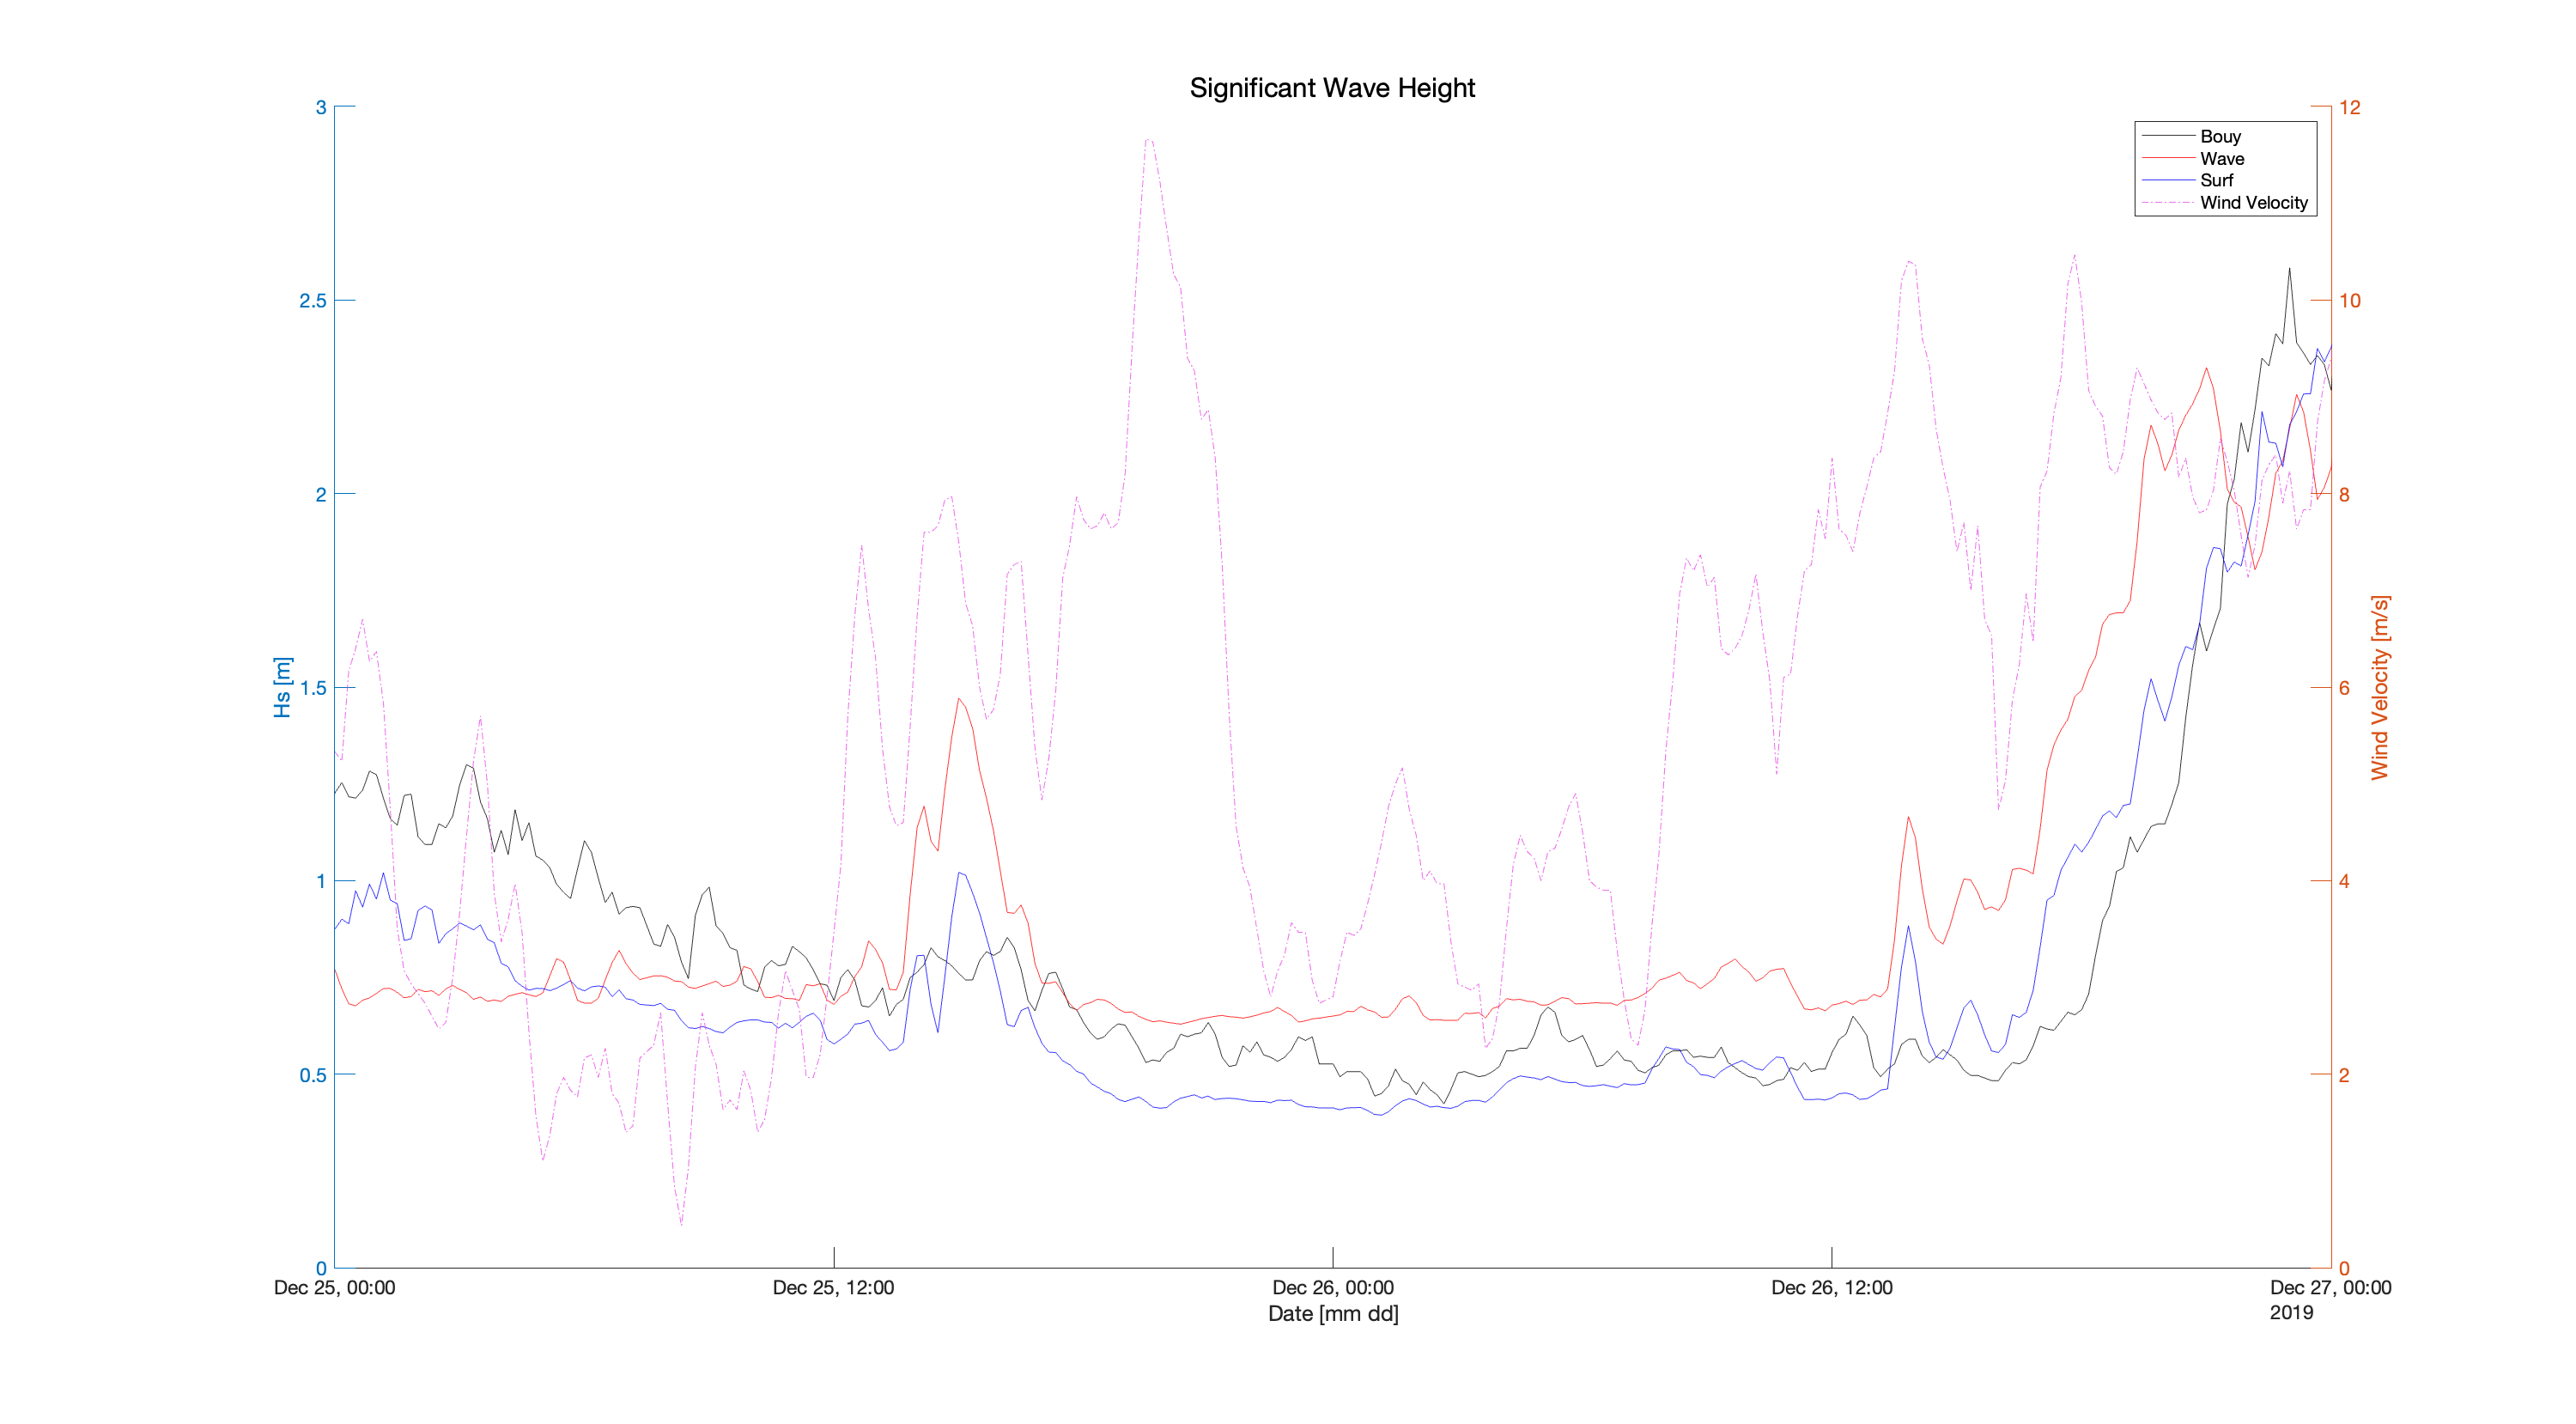 Significant Wave Height
3
2.5
2
1.5
1
0.5
0
Hs [m]
12
10
8
6
4
2
0
Wind Velocity [m/s]
Bouy
Wave
Surf
Wind Velocity
Dec 25, 00:00
Dec 25, 12:00
Dec 26, 00:00
Dec 26, 12:00
Dec 27, 00:00
2019
Date [mm dd]